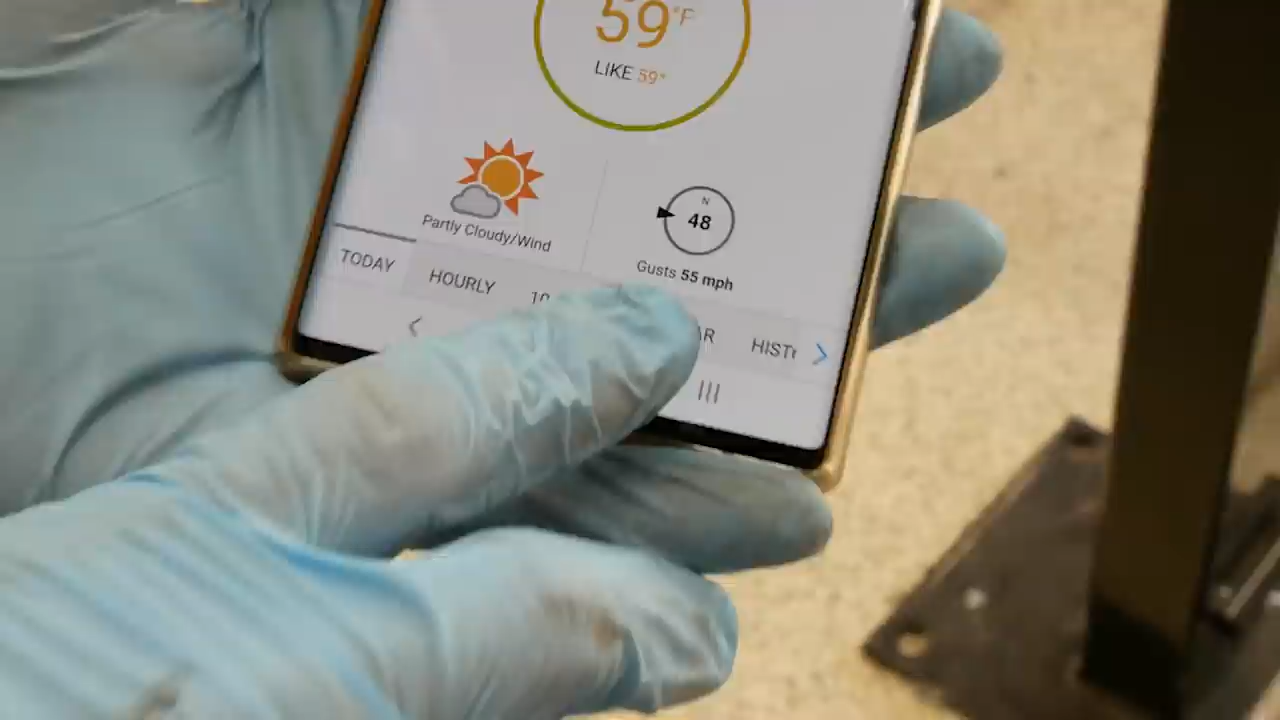 59°F
LIKE 59°
N
48
Partly Cloudy/Wind
Gusts 55 mph
TODAY
HOURLY